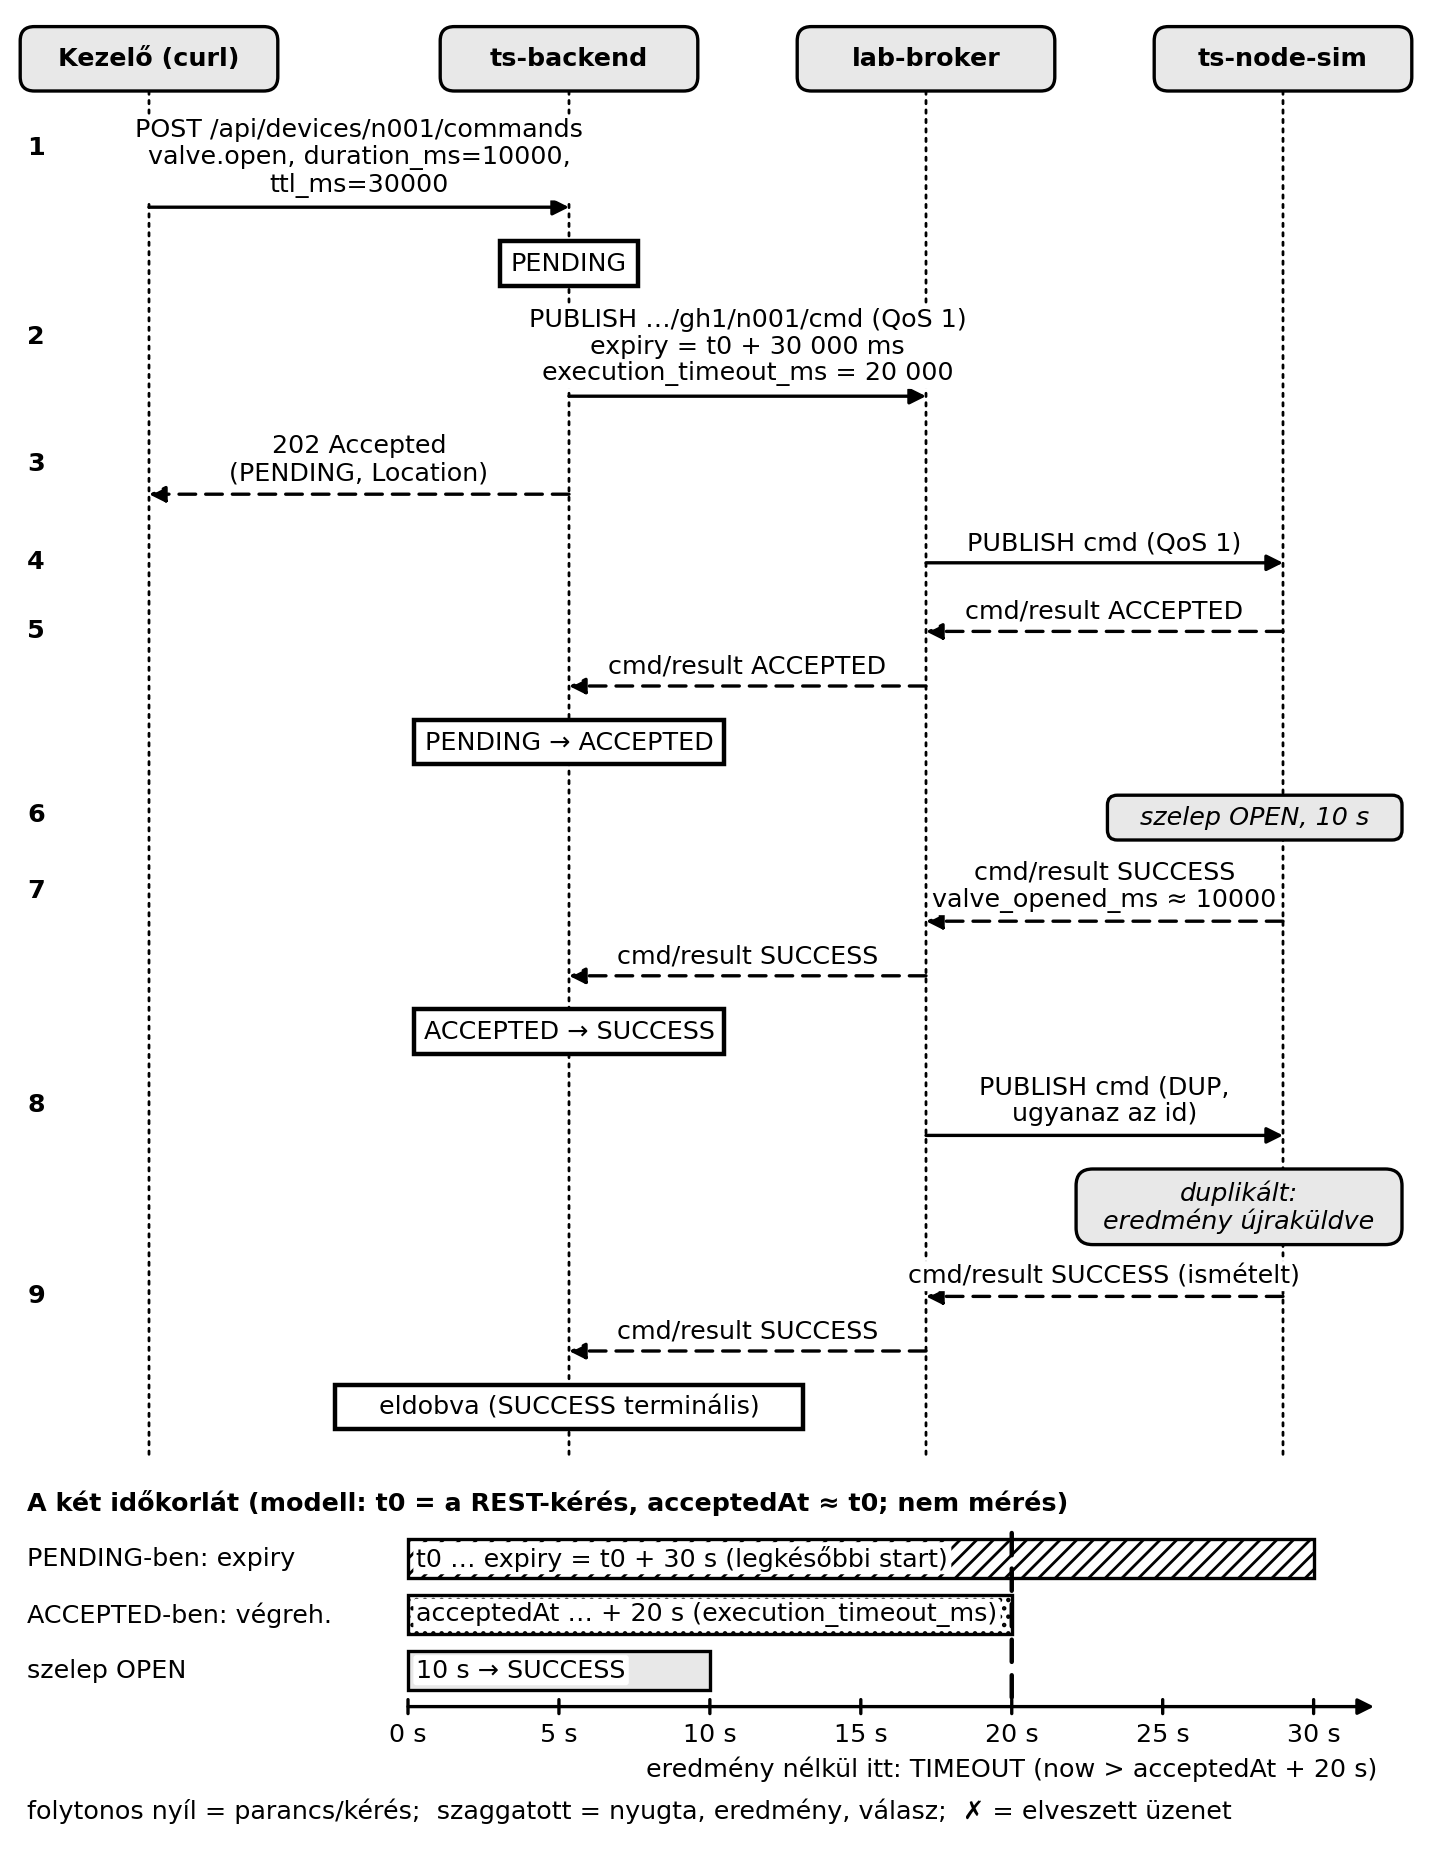 Kezelő (curl)
ts-backend
lab-broker
ts-node-sim
1
POST /api/devices/n001/commands
valve.open, duration_ms=10000,
ttl_ms=30000
PENDING
2
PUBLISH …/gh1/n001/cmd (QoS 1)
expiry = t0 + 30 000 ms
execution_timeout_ms = 20 000
3
202 Accepted
(PENDING, Location)
4
PUBLISH cmd (QoS 1)
5
cmd/result ACCEPTED
cmd/result ACCEPTED
PENDING → ACCEPTED
6
szelep OPEN, 10 s
7
cmd/result SUCCESS
valve_opened_ms ≈ 10000
cmd/result SUCCESS
ACCEPTED → SUCCESS
8
PUBLISH cmd (DUP,
ugyanaz az id)
duplikált:
eredmény újraküldve
9
cmd/result SUCCESS (ismételt)
cmd/result SUCCESS
eldobva (SUCCESS terminális)
A két időkorlát (modell: t0 = a REST-kérés, acceptedAt ≈ t0; nem mérés)
PENDING-ben: expiry
t0 … expiry = t0 + 30 s (legkésőbbi start)
ACCEPTED-ben: végreh.
acceptedAt … + 20 s (execution_timeout_ms)
szelep OPEN
10 s → SUCCESS
0 s
5 s
10 s
15 s
20 s
25 s
30 s
eredmény nélkül itt: TIMEOUT (now > acceptedAt + 20 s)
folytonos nyíl = parancs/kérés;  szaggatott = nyugta, eredmény, válasz;  ✗ = elveszett üzenet